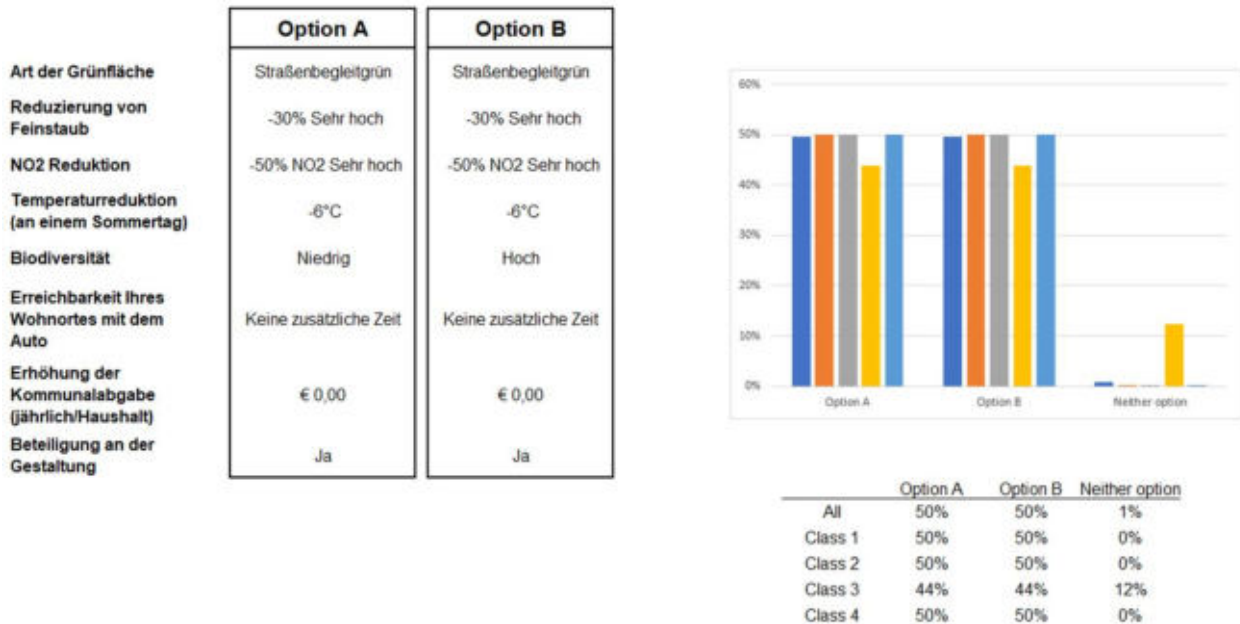 Option A Option B
Art der Grünfläche Straßenbegleitgrün Straßenbegleitgrün
Reduzierung von
Feinstaub -30% Sehr hoch -30% Sehr hoch
NO2 Reduktion -50% NO2 Sehr hoch -50% NO2 Sehr hoch
Temperaturreduktion
(an einem Sommertag) -6°C -6°C
Biodiversität Niedrig Hoch
Erreichbarkeit Ihres
Wohnortes mit dem Keine zusätzliche Zeit Keine zusätzliche Zeit
Auto
Erhöhung der
Kommunalabgabe € 0,00 € 0,00
(jährlich/Haushalt)
Beteiligung an der
Gestaltung Ja Ja
60%
50%
40%
30%
20%
10%
0%
Option A Option B Neither option
Option A Option B Neither option
All 50% 50% 1%
Class 1 50% 50% 0%
Class 2 50% 50% 0%
Class 3 44% 44% 12%
Class 4 50% 50% 0%